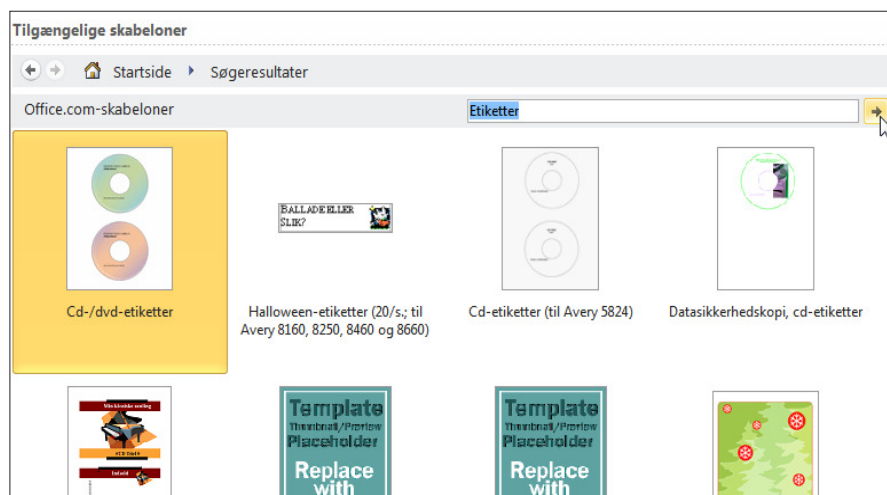 Tilgængelige skabeloner
Startside
Søgeresultater
Office.com-skabeloner
Etiketter
BALLADE ELLER
SLIK?
Cd-/dvd-etiketter
Halloween-etiketter (20/s.; til
Avery 8160, 8250, 8460 og 8660)
Cd-etiketter (til Avery 5824)
Datasikkerhedskopi, cd-etiketter
Template
Thumbnail/Preview
Placeholder
Replace
with
Template
Thumbnail/Preview
Placeholder
Replace
with